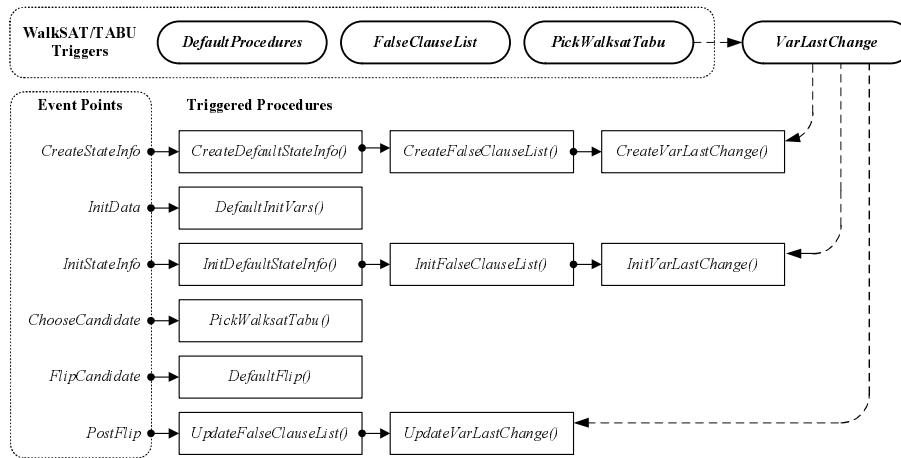 WalkSAT/TABU
Triggers
DefaultProcedures
FalseClauseList
PickWalksatTabu
VarLastChange
Event Points
Triggered Procedures
CreateStateInfo
CreateDefaultStateInfo()
CreateFalseClauseList()
CreateVarLastChange()
InitData
DefaultInitVars()
InitStateInfo
InitDefaultStateInfo()
InitFalseClauseList()
InitVarLastChange()
ChooseCandidate
PickWalksatTabu()
FlipCandidate
DefaultFlip()
PostFlip
UpdateFalseClauseList()
UpdateVarLastChange()